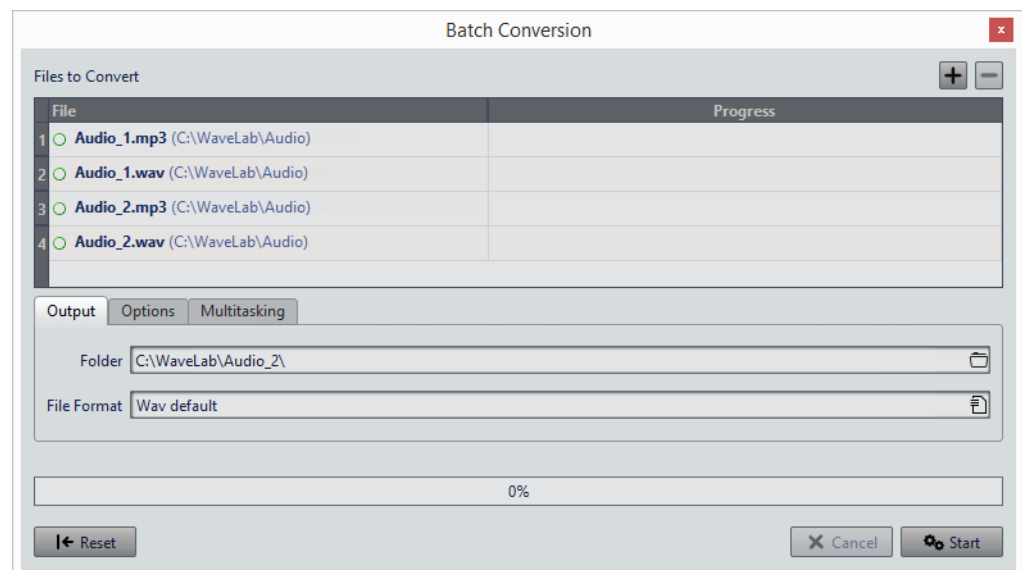 Batch Conversion
x
Files to Convert
File Progress
1 Audio_1.mp3 (C:\WaveLab\Audio)
2 Audio_1.wav (C:\WaveLab\Audio)
3 Audio_2.mp3 (C:\WaveLab\Audio)
4 Audio_2.wav (C:\WaveLab\Audio)
Output Options Multitasking
Folder C:\WaveLab\Audio_2\
File Format Wav default
0%
Reset Cancel Start